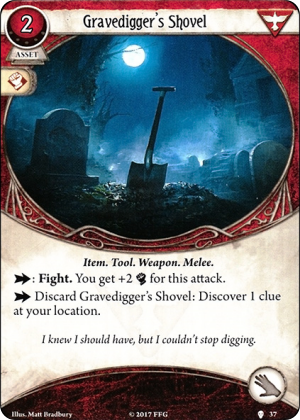 Gravedigger's Shovel
2
ASSET
Item. Tool. Weapon. Melee.
: Fight. You get +2 for this attack.
Discard Gravedigger's Shovel: Discover 1 clue
at your location.
I knew I should have, but I couldn't stop digging.
Illus. Matt Bradbury
© 2017 FFG
37